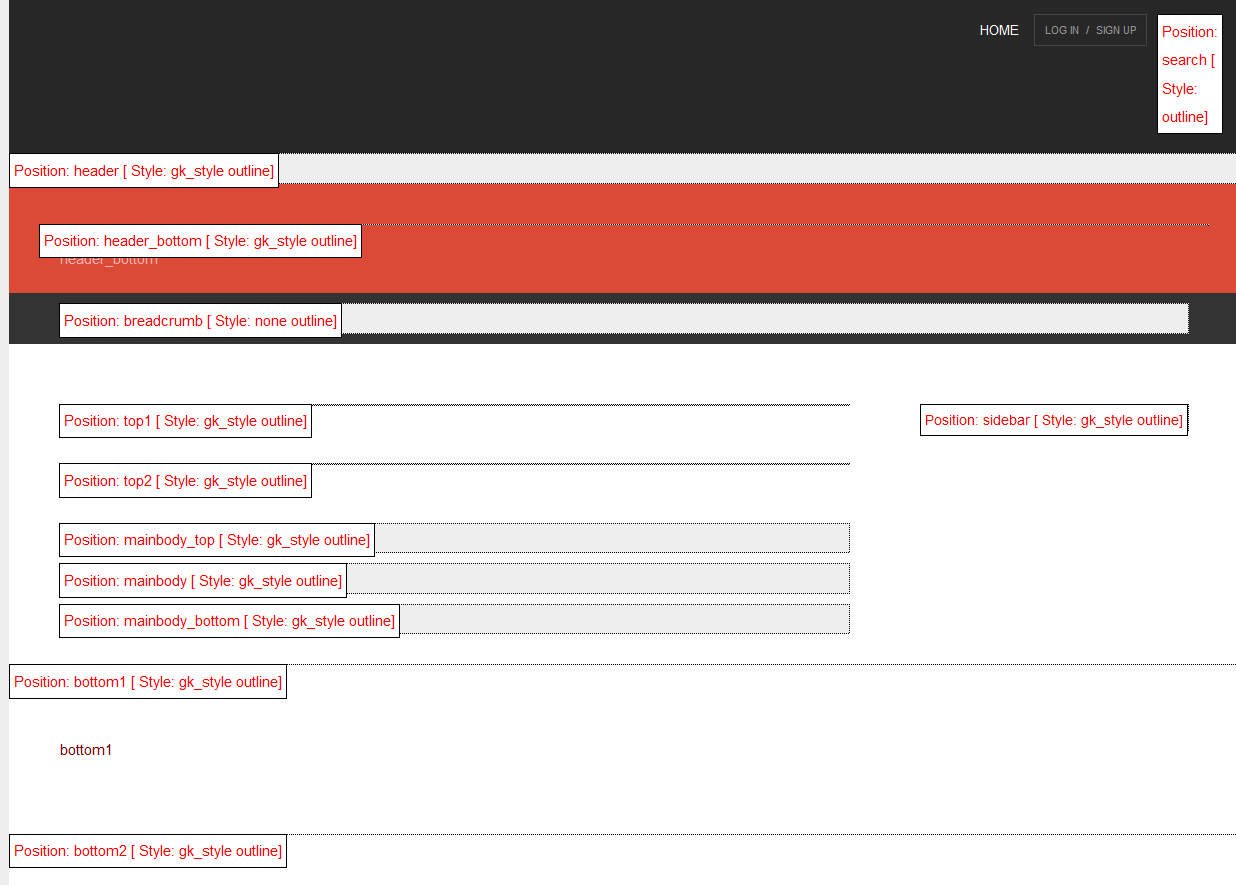 HOME
LOG IN / SIGN UP
Position:
search [
Style:
outline]
Position: header [ Style: gk_style outline]
Position: header_bottom [ Style: gk_style outline]
header_bottom
Position: breadcrumb [ Style: none outline]
Position: top1 [ Style: gk_style outline]
Position: sidebar [ Style: gk_style outline]
Position: top2 [ Style: gk_style outline]
Position: mainbody_top [ Style: gk_style outline]
Position: mainbody [ Style: gk_style outline]
Position: mainbody_bottom [ Style: gk_style outline]
Position: bottom1 [ Style: gk_style outline]
bottom1
Position: bottom2 [ Style: gk_style outline]